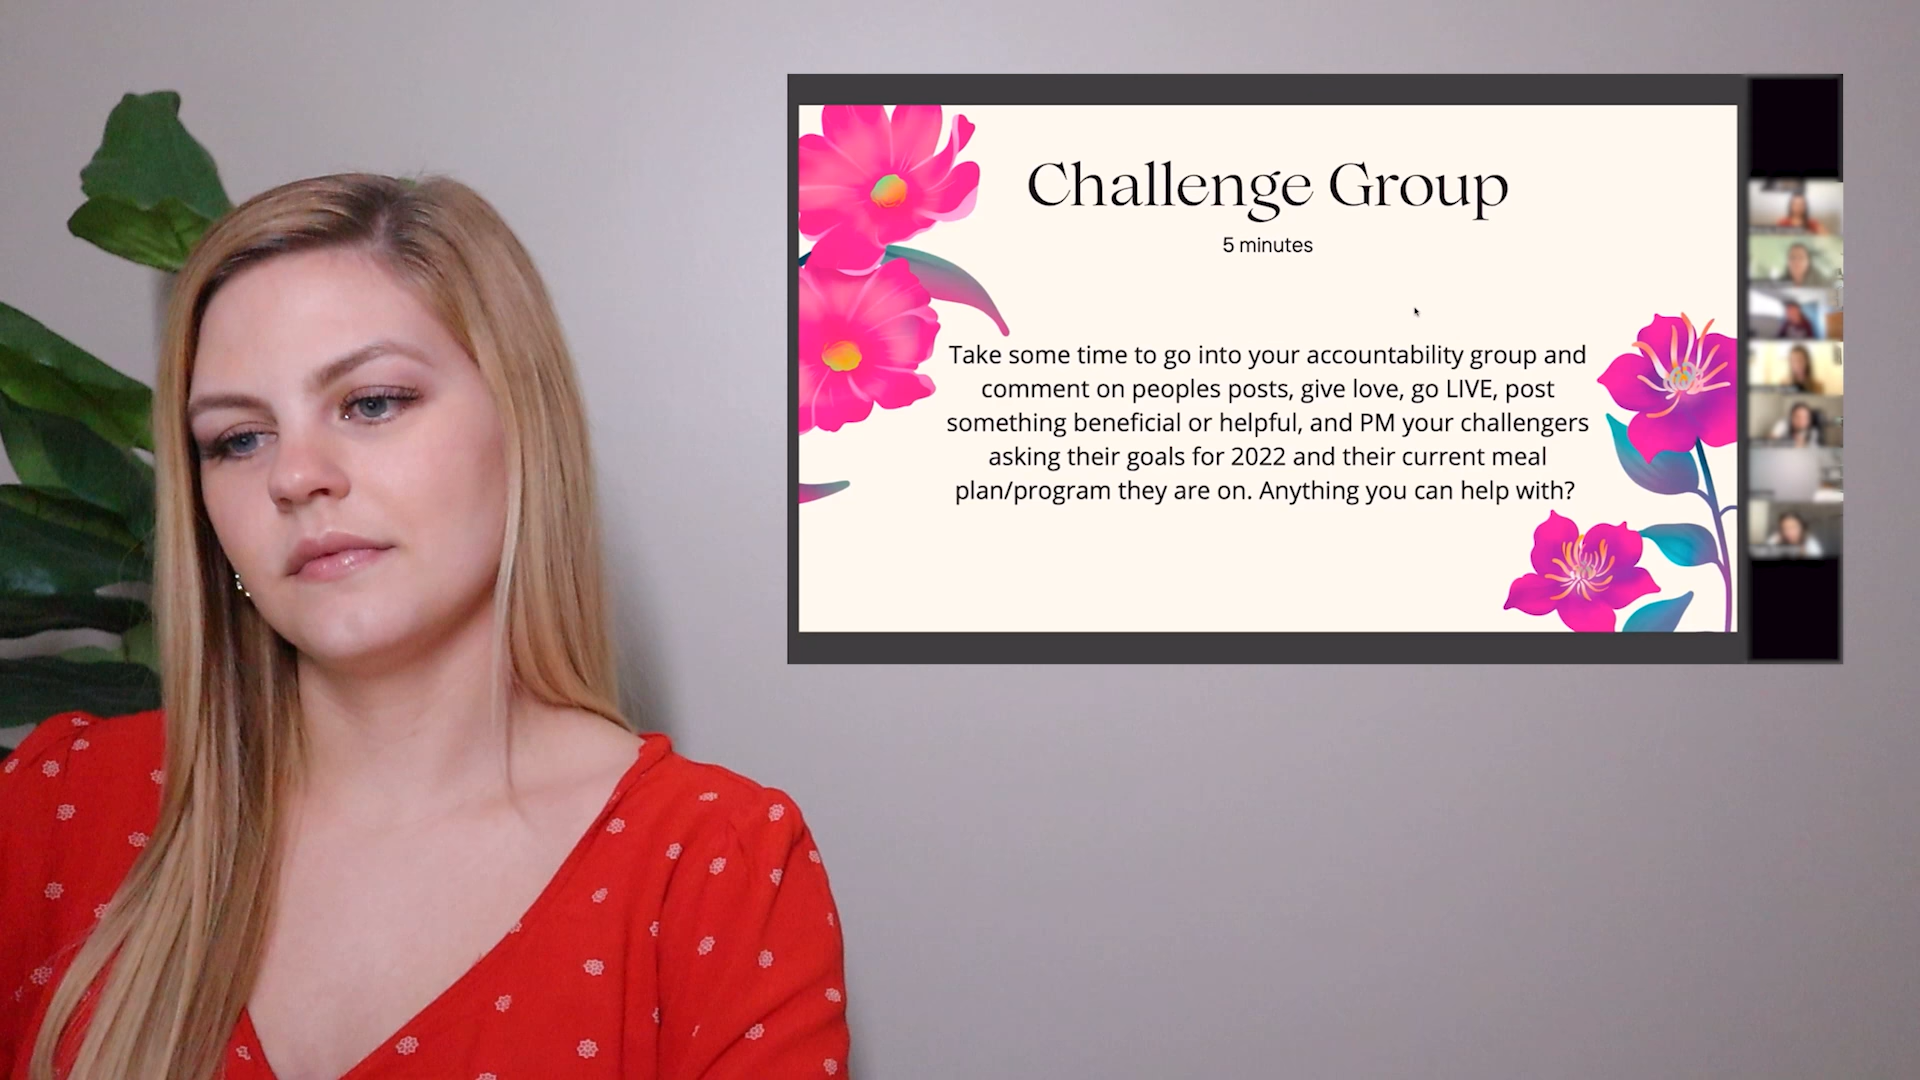 Challenge Group
5 minutes
Take some time to go into your accountability group and
comment on peoples posts, give love, go LIVE, post
something beneficial or helpful, and PM your challengers
asking their goals for 2022 and their current meal
plan/program they are on. Anything you can help with?